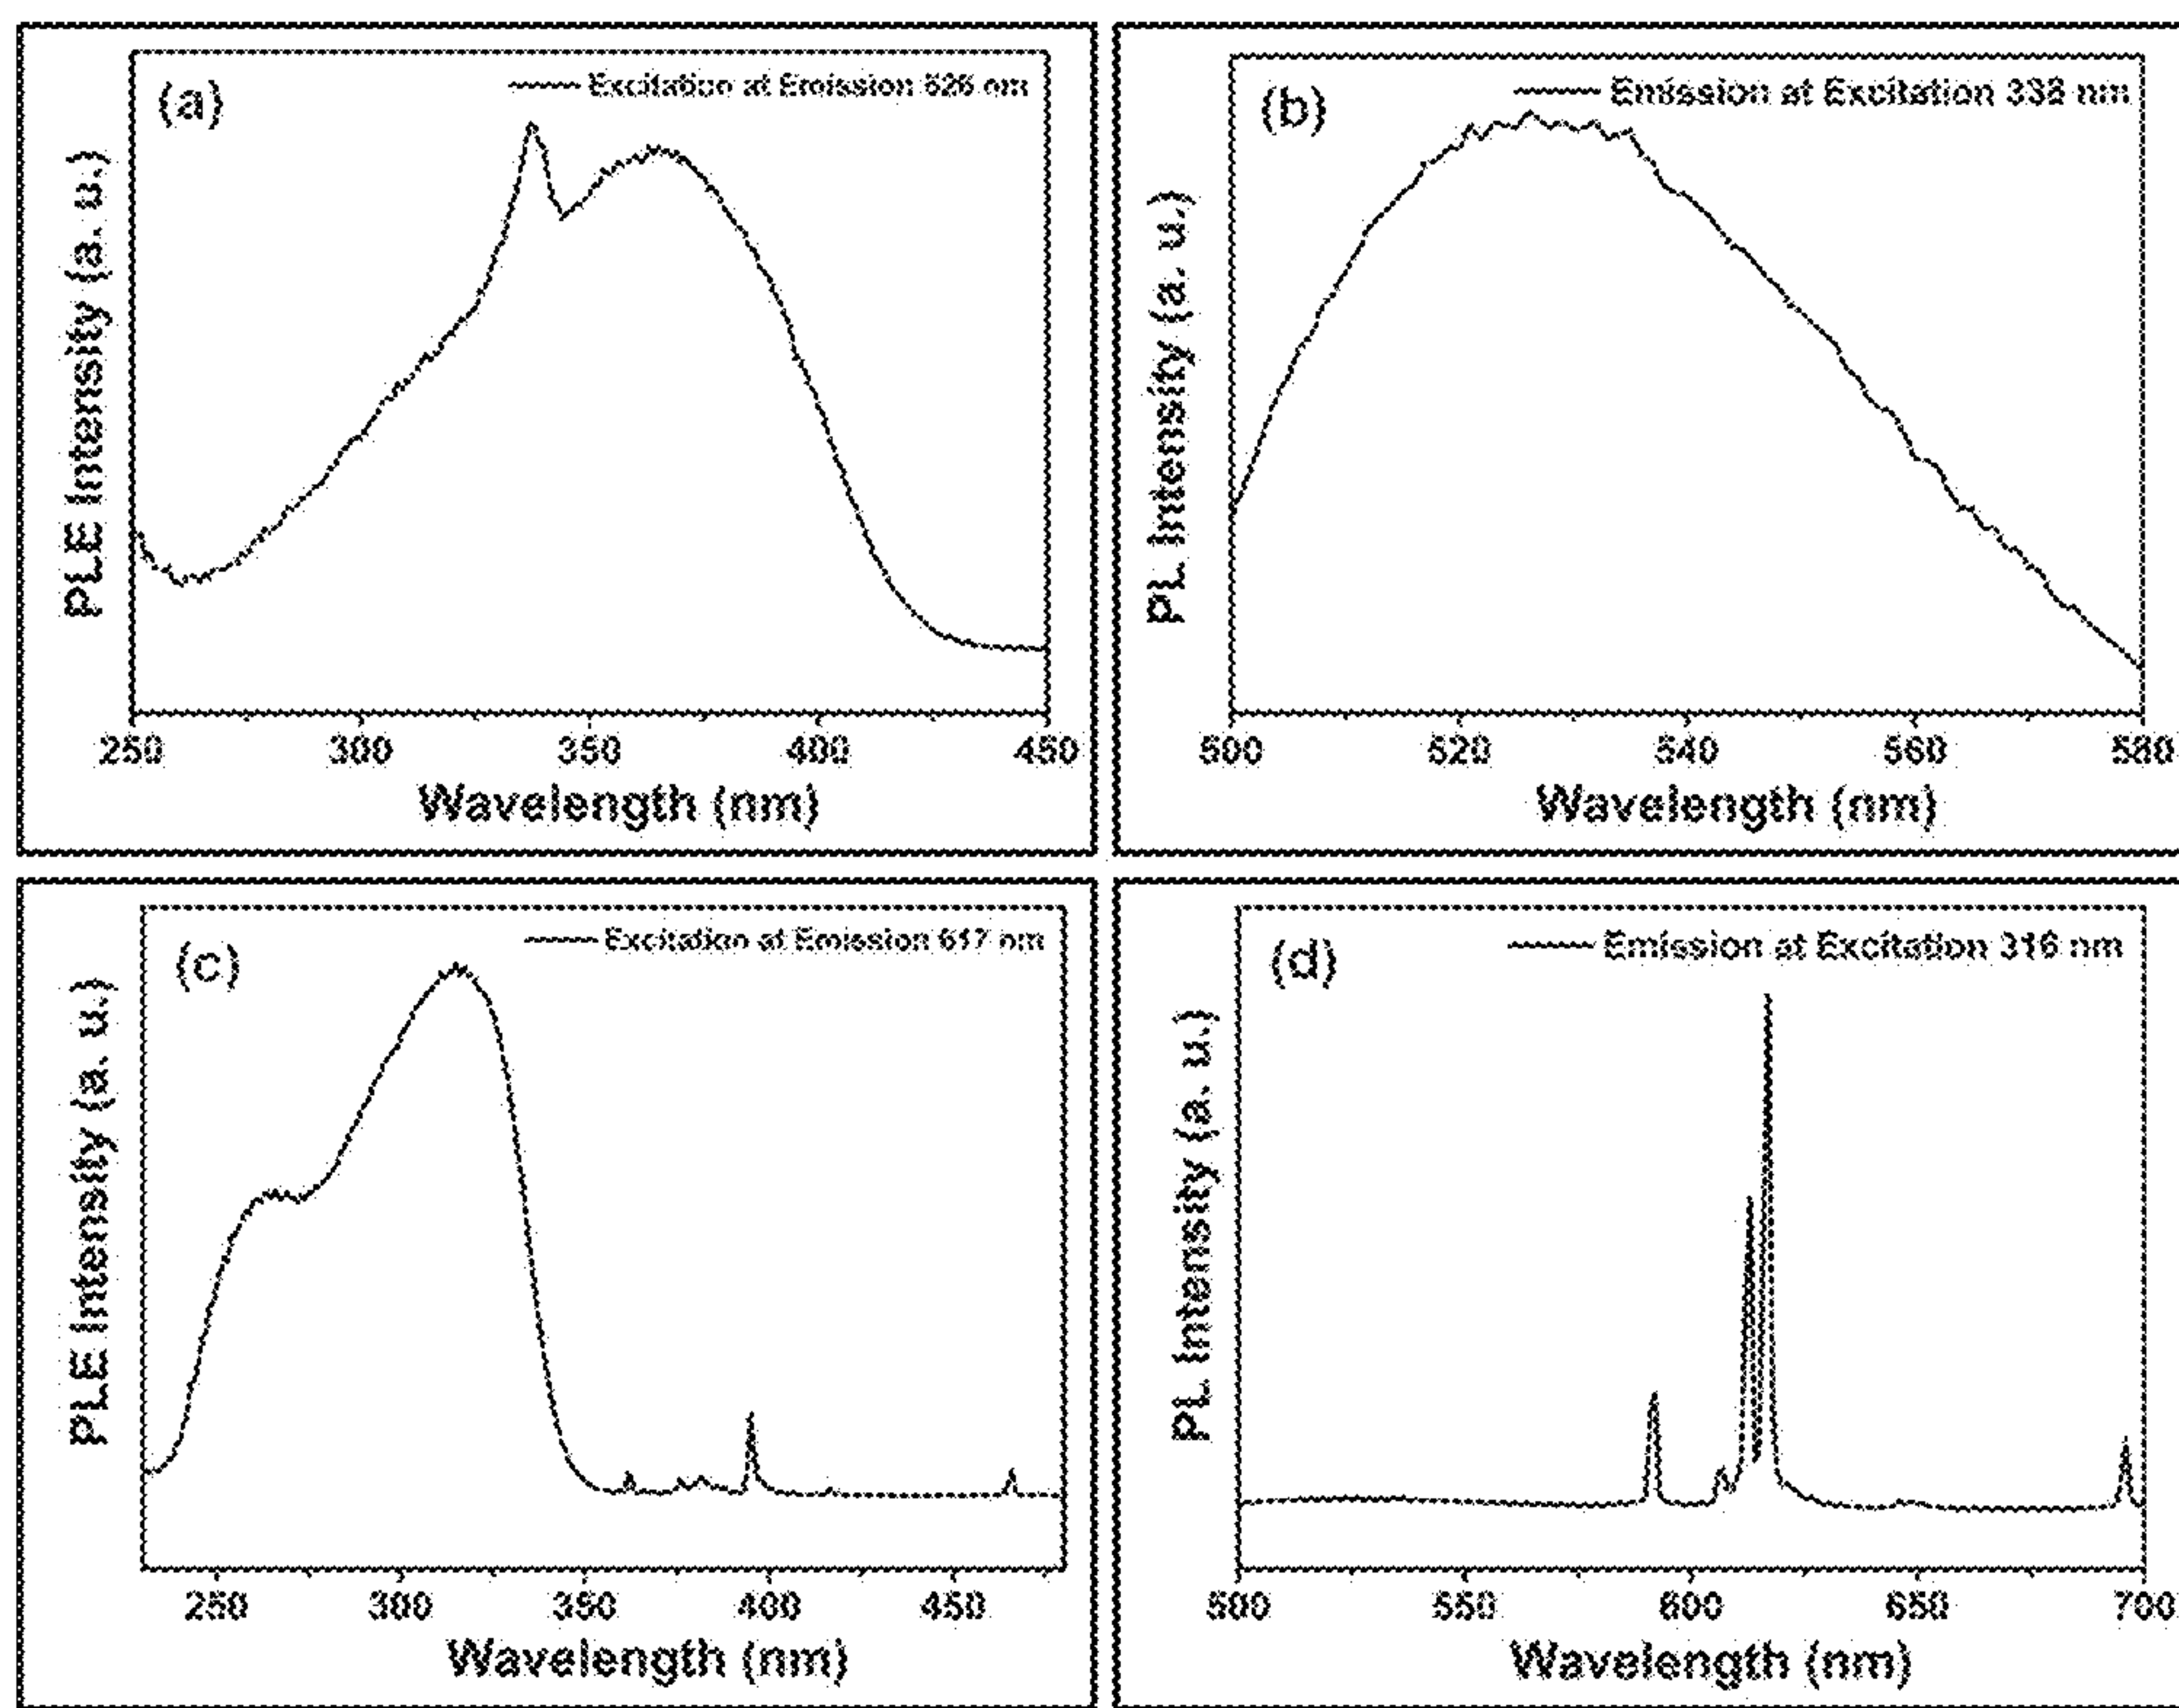 (a)
Excitation at Emission 526 nm
PLE Intensity (a. u.)
250 300 350 400 450
Wavelength (nm)
(b)
Emission at Excitation 338 nm
PL Intensity (a. u.)
500 520 540 560 580
Wavelength (nm)
(c)
Excitation at Emission 617 nm
PLE Intensity (a. u.)
250 300 350 400 450
Wavelength (nm)
(d)
Emission at Excitation 316 nm
PL Intensity (a. u.)
500 550 600 650 700
Wavelength (nm)